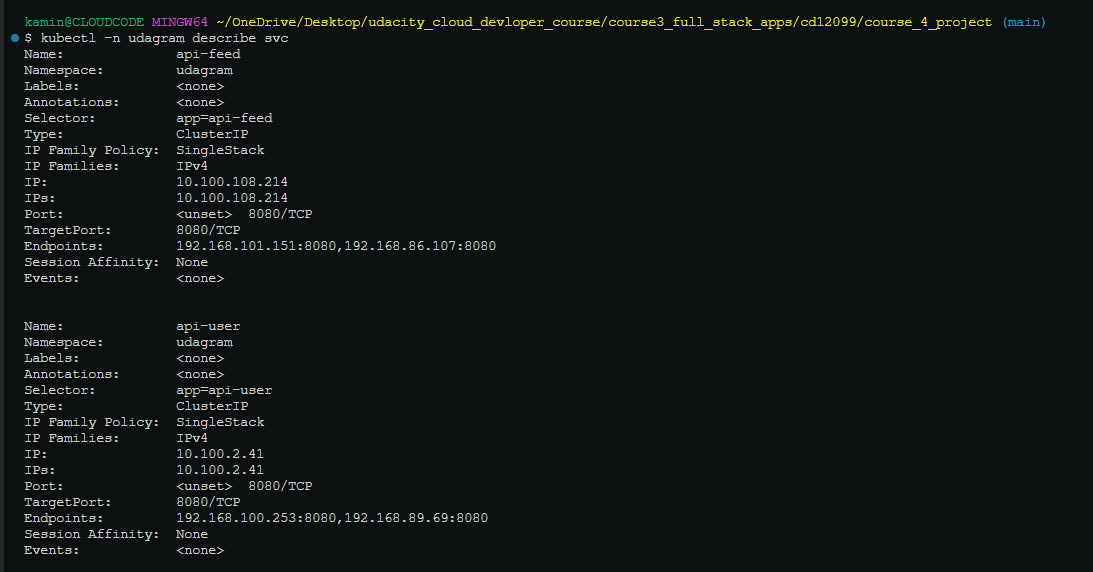 kamin@CLOUDCODE MINGW64 ~/OneDrive/Desktop/udacity_cloud_devloper_course/course3_full_stack_apps/cd12099/course_4_project (main)
$ kubectl -n udagram describe svc
Name:              api-feed
Namespace:         udagram
Labels:            <none>
Annotations:       <none>
Selector:          app=api-feed
Type:              ClusterIP
IP Family Policy:  SingleStack
IP Families:       IPv4
IP:                10.100.108.214
IPs:               10.100.108.214
Port:              <unset>  8080/TCP
TargetPort:        8080/TCP
Endpoints:         192.168.101.151:8080,192.168.86.107:8080
Session Affinity:  None
Events:            <none>
Name:              api-user
Namespace:         udagram
Labels:            <none>
Annotations:       <none>
Selector:          app=api-user
Type:              ClusterIP
IP Family Policy:  SingleStack
IP Families:       IPv4
IP:                10.100.2.41
IPs:               10.100.2.41
Port:              <unset>  8080/TCP
TargetPort:        8080/TCP
Endpoints:         192.168.100.253:8080,192.168.89.69:8080
Session Affinity:  None
Events:            <none>